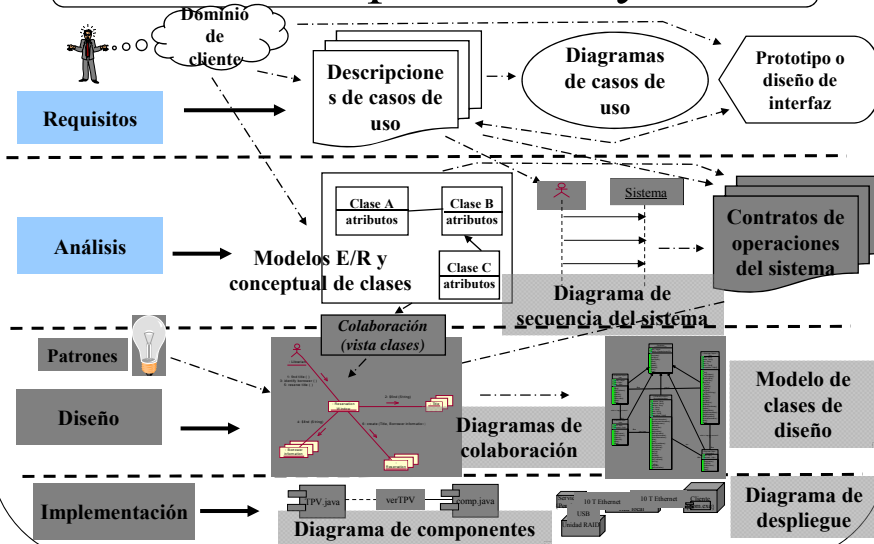 Dominio
de
cliente
Descripcione
s de casos de
uso
Diagramas
de casos de
uso
Prototipo o
diseño de
interfaz
Requisitos
Análisis
Clase A
atributos
Clase B
atributos
Clase C
atributos
Modelos E/R y
conceptual de clases
Sistema
Diagrama de
secuencia del sistema
Contratos de
operaciones
del sistema
Colaboración
(vista clases)
Patrones
Diseño
Diagramas de
colaboración
Modelo de
clases de
diseño
Implementación
TPV.java
verTPV
comp.java
Diagrama de componentes
10 T Ethernet
10 T Ethernet
USB
Unidad RAID
Cliente
Diagrama de
despliegue